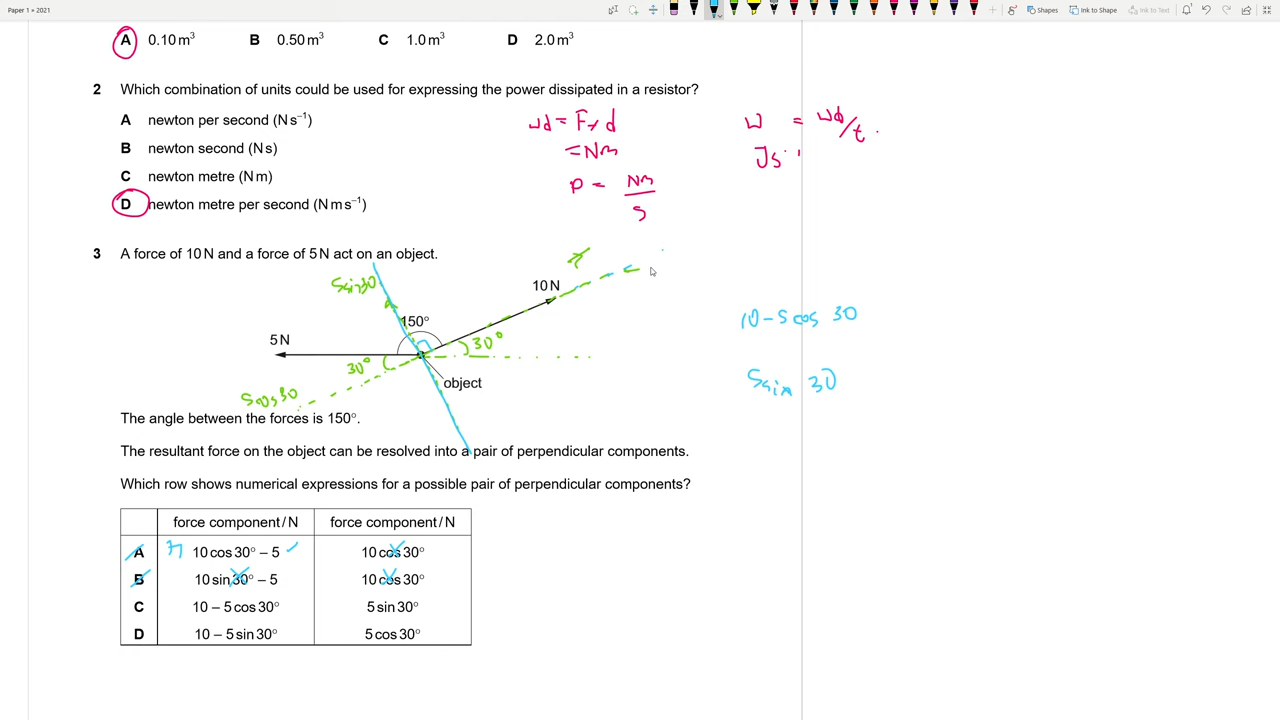 Paper 1 » 2021
Shapes Ink to Shape Ink to Text
A 0.10 m³ B 0.50 m³ C 1.0 m³ D 2.0 m³
2 Which combination of units could be used for expressing the power dissipated in a resistor?
A newton per second (N s⁻¹)
B newton second (N s)
C newton metre (N m)
D newton metre per second (N m s⁻¹)
wd = F x d
= Nm
P = Nm/s
W = wd/t
Js⁻¹
3 A force of 10 N and a force of 5 N act on an object.
5sin30
10 N
150°
5 N
30°
30°
object
5cos30
10 - 5 cos 30
5 sin 30
The angle between the forces is 150°.
The resultant force on the object can be resolved into a pair of perpendicular components.
Which row shows numerical expressions for a possible pair of perpendicular components?
force component / N force component / N
A 10 cos 30° – 5 10 cos 30°
B 10 sin 30° – 5 10 cos 30°
C 10 – 5 cos 30° 5 sin 30°
D 10 – 5 sin 30° 5 cos 30°